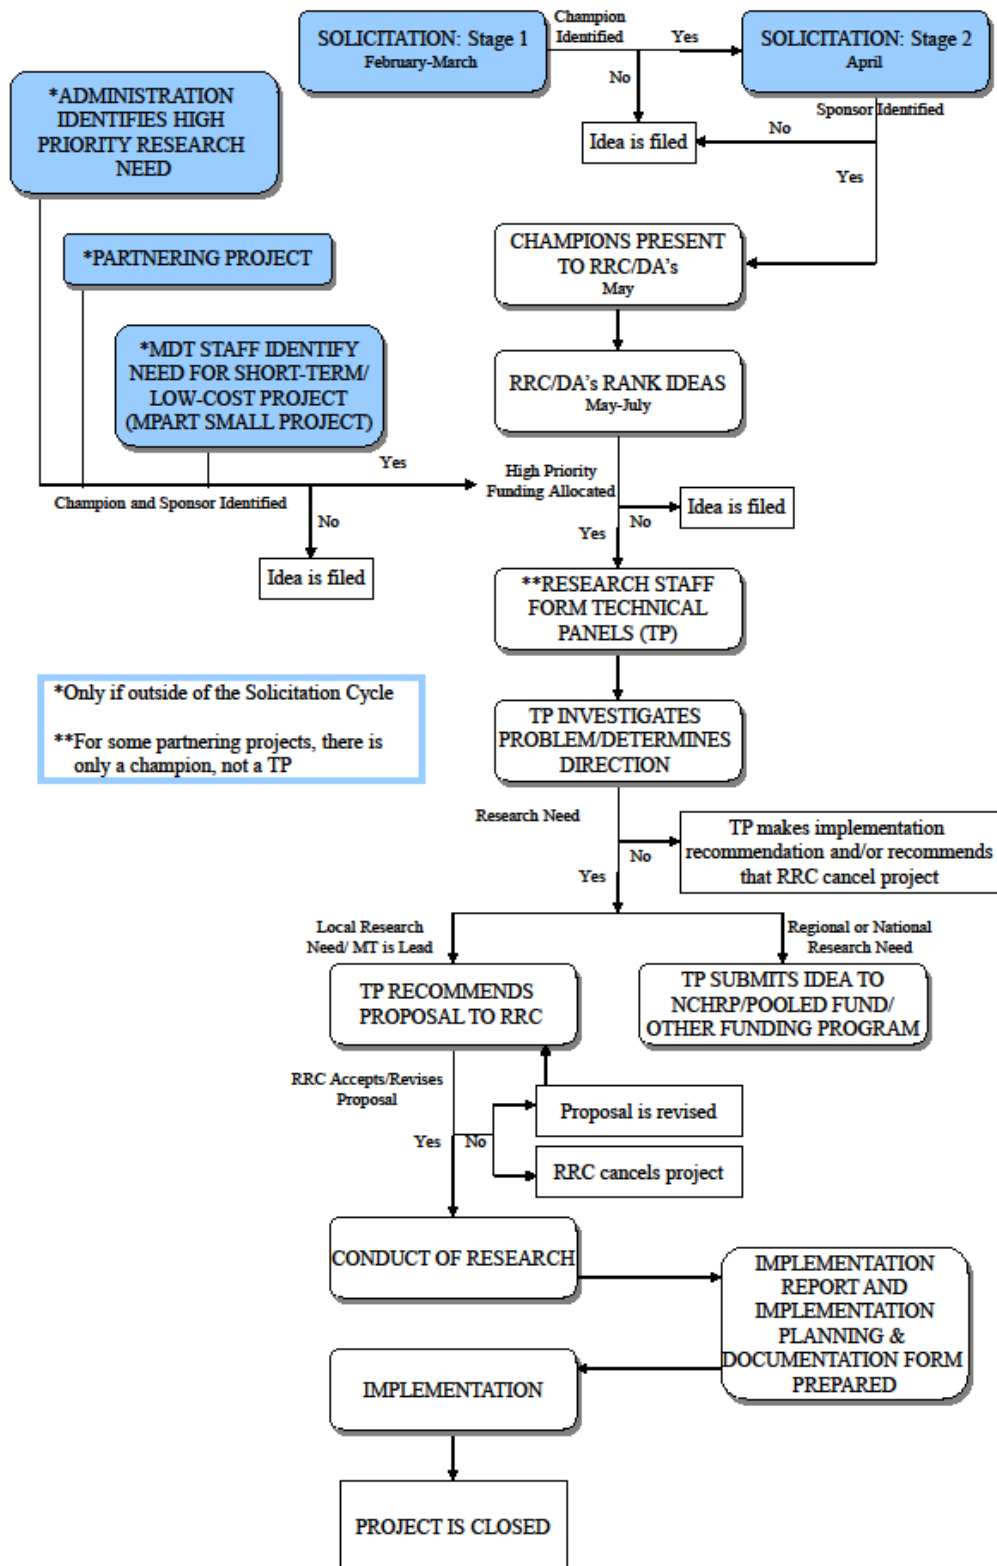 SOLICITATION: Stage 1
February-March
Champion
Identified
Yes
No
SOLICITATION: Stage 2
April
Sponsor Identified
No
Yes
Idea is filed
*ADMINISTRATION
IDENTIFIES HIGH
PRIORITY RESEARCH
NEED
*PARTNERING PROJECT
*MDT STAFF IDENTIFY
NEED FOR SHORT-TERM/
LOW-COST PROJECT
(MPART SMALL PROJECT)
Champion and Sponsor Identified
Yes
No
Idea is filed
CHAMPIONS PRESENT
TO RRC/DA's
May
RRC/DA's RANK IDEAS
May-July
High Priority
Funding Allocated
No
Yes
Idea is filed
**RESEARCH STAFF
FORM TECHNICAL
PANELS (TP)
*Only if outside of the Solicitation Cycle
**For some partnering projects, there is
only a champion, not a TP
TP INVESTIGATES
PROBLEM/DETERMINES
DIRECTION
Research Need
No
Yes
TP makes implementation
recommendation and/or recommends
that RRC cancel project
Local Research
Need/ MT is Lead
Regional or National
Research Need
TP RECOMMENDS
PROPOSAL TO RRC
TP SUBMITS IDEA TO
NCHRP/POOLED FUND/
OTHER FUNDING PROGRAM
RRC Accepts/Revises
Proposal
Yes
No
Proposal is revised
RRC cancels project
CONDUCT OF RESEARCH
IMPLEMENTATION
REPORT AND
IMPLEMENTATION
PLANNING &
DOCUMENTATION FORM
PREPARED
IMPLEMENTATION
PROJECT IS CLOSED